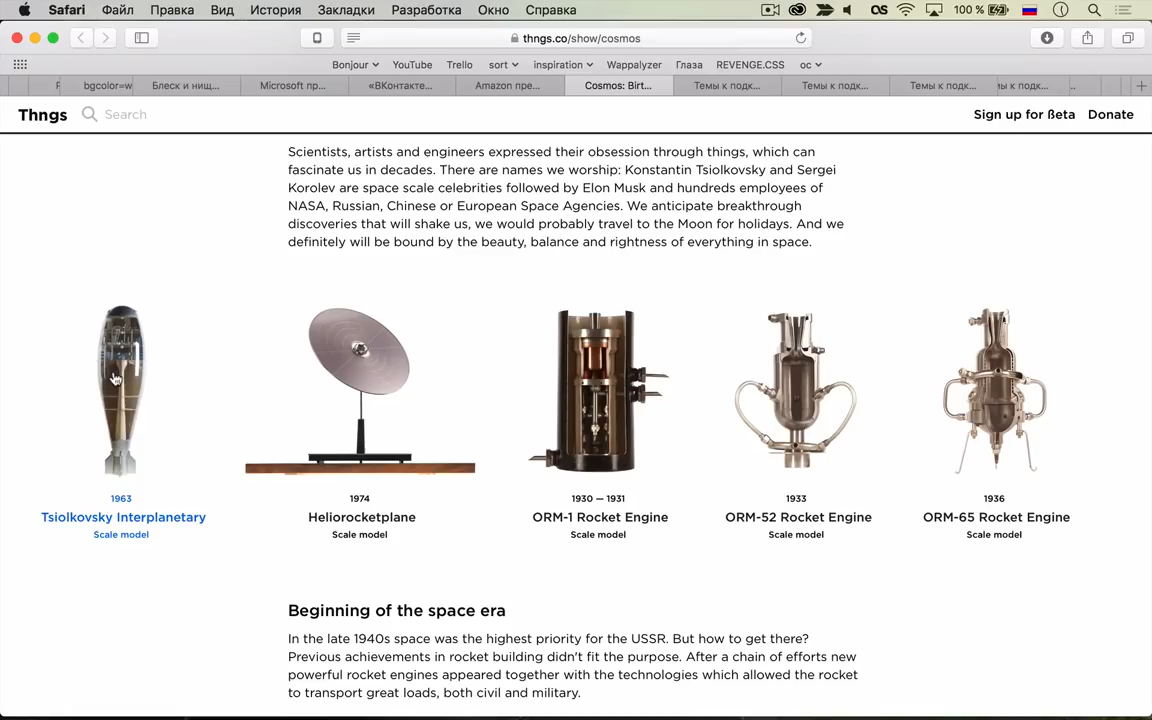 Safari Файл Правка Вид История Закладки Разработка Окно Справка 100 %
thngs.co/show/cosmos
Bonjour YouTube Trello sort inspiration Wappalyzer Глаза REVENGE.CSS ос
bgcolor=w Блеск и нищ... Microsoft пр... «ВКонтакте... Amazon пре... Cosmos: Birt... Темы к подк... Темы к подк... Темы к подк... мы к подк...
Thngs Search Sign up for ßeta Donate
Scientists, artists and engineers expressed their obsession through things, which can
fascinate us in decades. There are names we worship: Konstantin Tsiolkovsky and Sergei
Korolev are space scale celebrities followed by Elon Musk and hundreds employees of
NASA, Russian, Chinese or European Space Agencies. We anticipate breakthrough
discoveries that will shake us, we would probably travel to the Moon for holidays. And we
definitely will be bound by the beauty, balance and rightness of everything in space.
1963 1974 1930 — 1931 1933 1936
Tsiolkovsky Interplanetary Heliorocketplane ORM-1 Rocket Engine ORM-52 Rocket Engine ORM-65 Rocket Engine
Scale model Scale model Scale model Scale model Scale model
Beginning of the space era
In the late 1940s space was the highest priority for the USSR. But how to get there?
Previous achievements in rocket building didn't fit the purpose. After a chain of efforts new
powerful rocket engines appeared together with the technologies which allowed the rocket
to transport great loads, both civil and military.